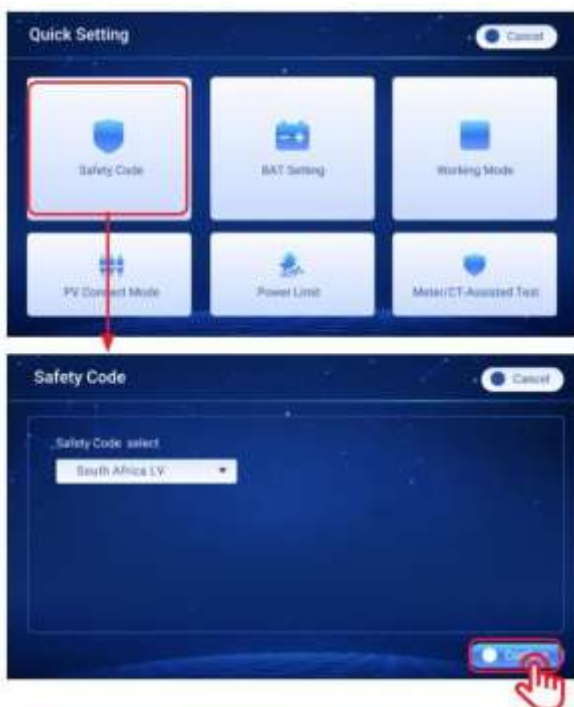 Quick Setting
Cancel
Safety Code
BAT Setting
Working Mode
PV Connect Mode
Power Limit
Meter/CT-Assisted Test
Safety Code
Cancel
Safety Code select
South Africa LV